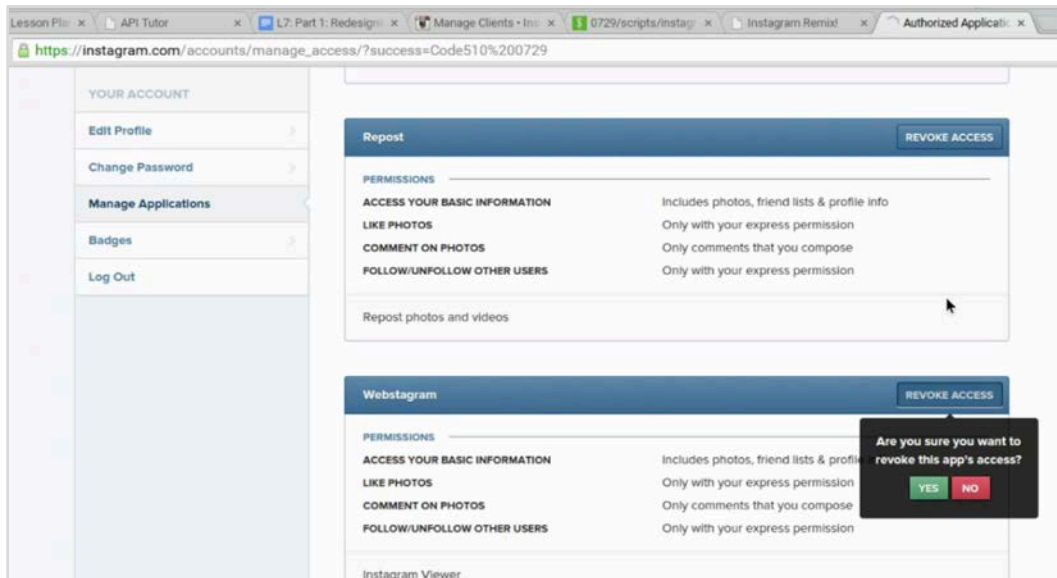 Lesson Plan
API Tutor
L7: Part 1: Redesign
Manage Clients • Ins
0729/scripts/instagr
Instagram Remix!
Authorized Applicatio
https://instagram.com/accounts/manage_access/?success=Code510%200729
YOUR ACCOUNT
Edit Profile
Change Password
Manage Applications
Badges
Log Out
Repost
REVOKE ACCESS
PERMISSIONS
ACCESS YOUR BASIC INFORMATION Includes photos, friend lists & profile info
LIKE PHOTOS Only with your express permission
COMMENT ON PHOTOS Only comments that you compose
FOLLOW/UNFOLLOW OTHER USERS Only with your express permission
Repost photos and videos
Webstagram
REVOKE ACCESS
PERMISSIONS
ACCESS YOUR BASIC INFORMATION Includes photos, friend lists & profile
LIKE PHOTOS Only with your express permission
COMMENT ON PHOTOS Only comments that you compose
FOLLOW/UNFOLLOW OTHER USERS Only with your express permission
Are you sure you want to
revoke this app's access?
YES NO
Instagram Viewer